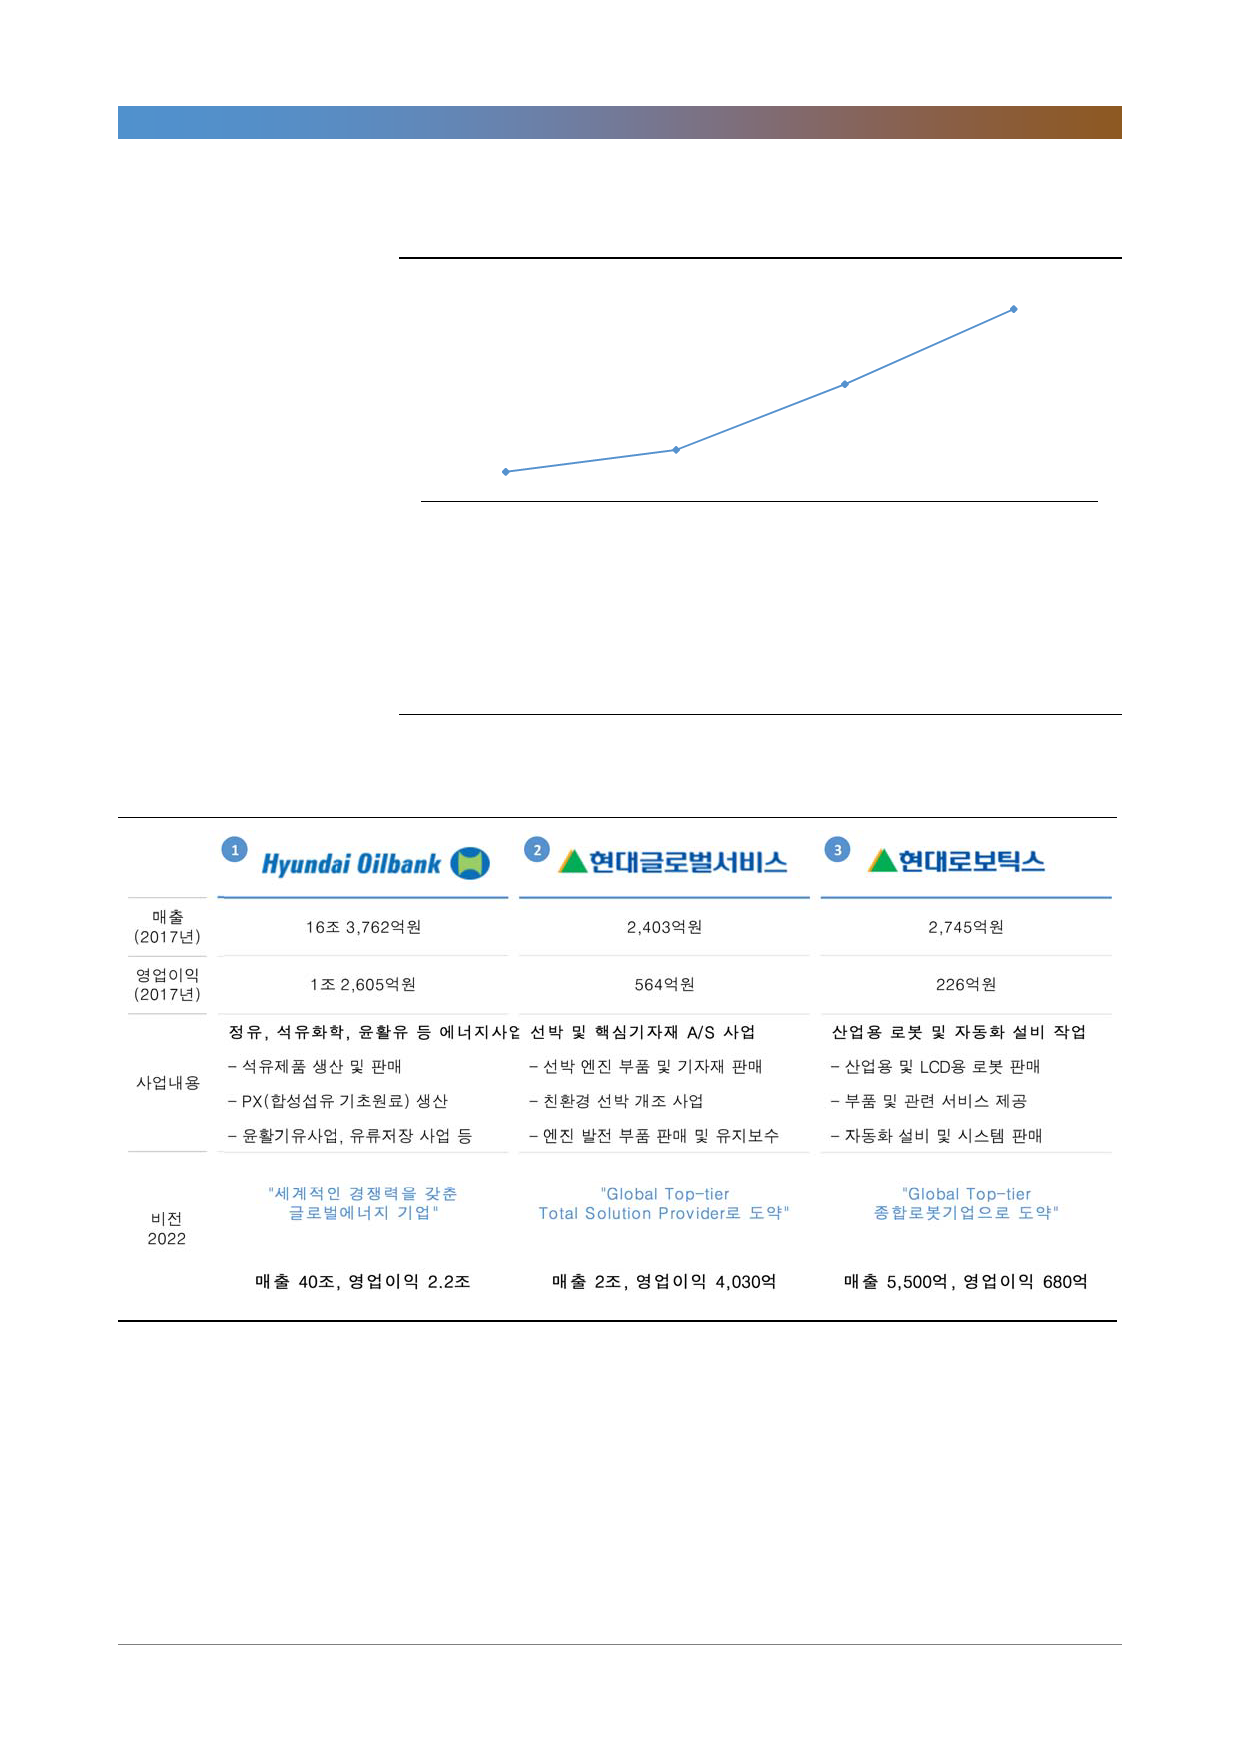 1 Hyundai Oilbank
2 현대글로벌서비스
3 현대로보틱스
매출
(2017년)
16조 3,762억원
2,403억원
2,745억원
영업이익
(2017년)
1조 2,605억원
564억원
226억원
사업내용
정유, 석유화학, 윤활유 등 에너지사업
– 석유제품 생산 및 판매
– PX(합성섬유 기초원료) 생산
– 윤활기유사업, 유류저장 사업 등
선박 및 핵심기자재 A/S 사업
– 선박 엔진 부품 및 기자재 판매
– 친환경 선박 개조 사업
– 엔진 발전 부품 판매 및 유지보수
산업용 로봇 및 자동화 설비 작업
– 산업용 및 LCD용 로봇 판매
– 부품 및 관련 서비스 제공
– 자동화 설비 및 시스템 판매
비전
2022
"세계적인 경쟁력을 갖춘
글로벌에너지 기업"
매출 40조, 영업이익 2.2조
"Global Top-tier
Total Solution Provider로 도약"
매출 2조, 영업이익 4,030억
"Global Top-tier
종합로봇기업으로 도약"
매출 5,500억, 영업이익 680억